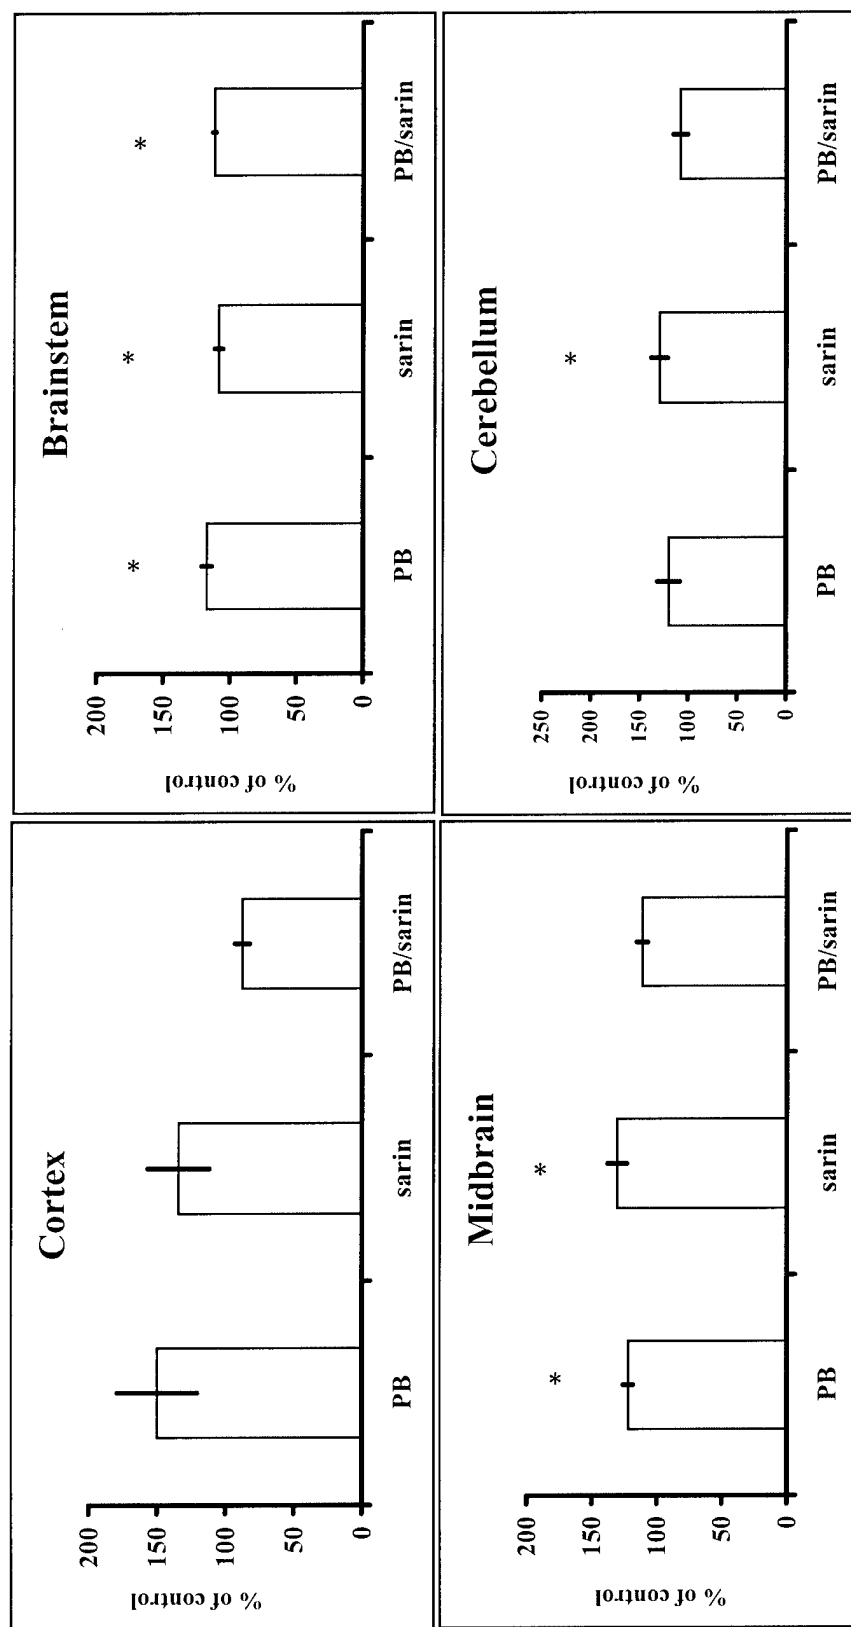 Cortex
% of control
200
150
100
50
0
PB
sarin
PB/sarin
Brainstem
% of control
200
150
100
50
0
*
*
*
PB
sarin
PB/sarin
Midbrain
% of control
200
150
100
50
0
*
*
PB
sarin
PB/sarin
Cerebellum
% of control
250
200
150
100
50
0
*
PB
sarin
PB/sarin